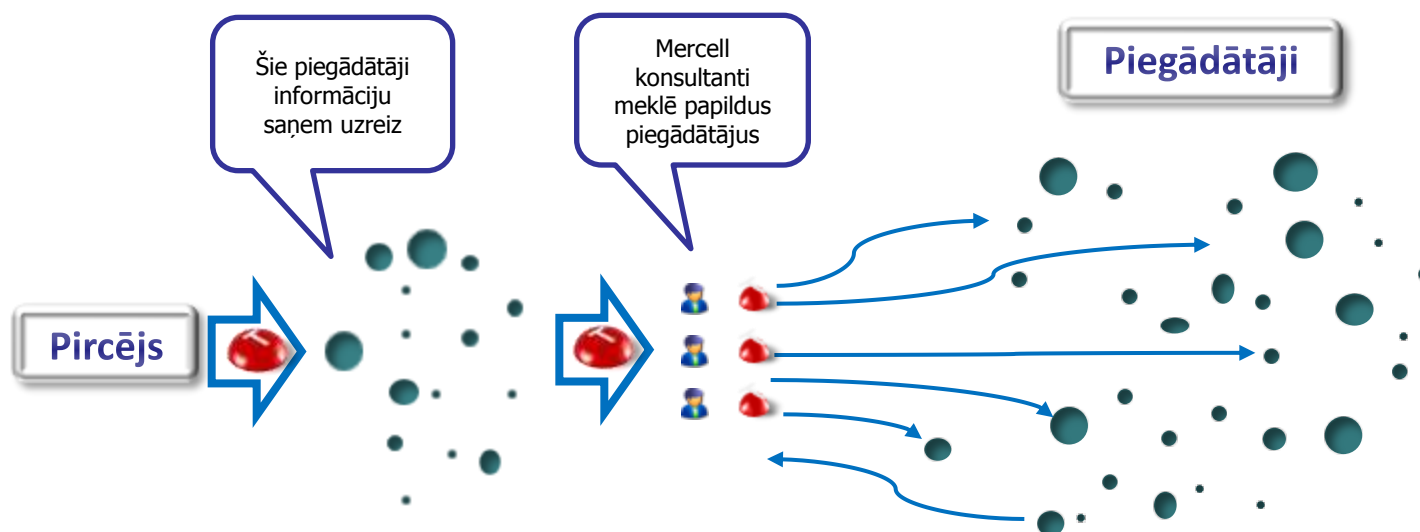 Šie piegādātāji
informāciju
saņem uzreiz
Mercell
konsultanti
meklē papildus
piegādātājus
Piegādātāji
Pircējs
T
T